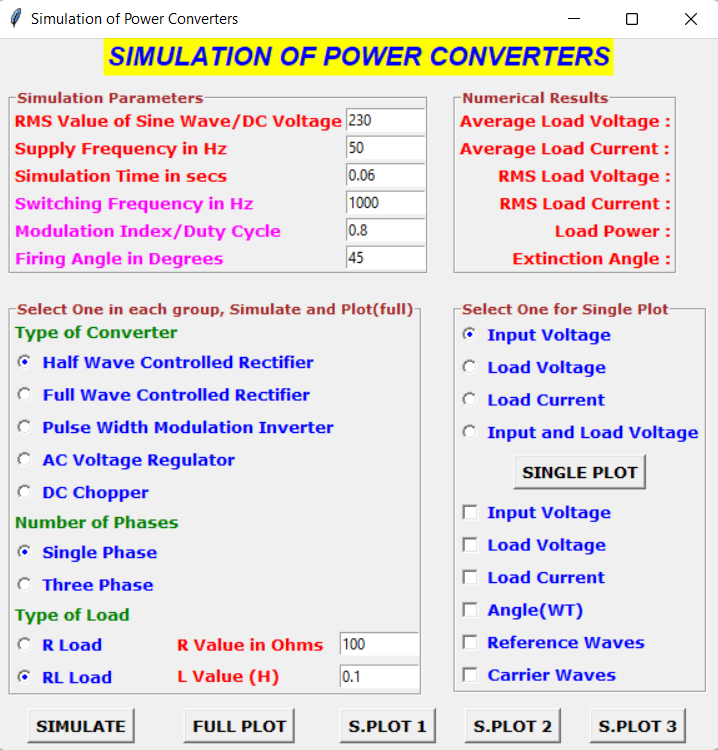 Simulation of Power Converters
SIMULATION OF POWER CONVERTERS
Simulation Parameters
RMS Value of Sine Wave/DC Voltage 230
Supply Frequency in Hz 50
Simulation Time in secs 0.06
Switching Frequency in Hz 1000
Modulation Index/Duty Cycle 0.8
Firing Angle in Degrees 45
Numerical Results
Average Load Voltage :
Average Load Current :
RMS Load Voltage :
RMS Load Current :
Load Power :
Extinction Angle :
Select One in each group, Simulate and Plot(full)
Type of Converter
Half Wave Controlled Rectifier
Full Wave Controlled Rectifier
Pulse Width Modulation Inverter
AC Voltage Regulator
DC Chopper
Number of Phases
Single Phase
Three Phase
Type of Load
R Load R Value in Ohms 100
RL Load L Value (H) 0.1
Select One for Single Plot
Input Voltage
Load Voltage
Load Current
Input and Load Voltage
SINGLE PLOT
Input Voltage
Load Voltage
Load Current
Angle(WT)
Reference Waves
Carrier Waves
SIMULATE FULL PLOT S.PLOT 1 S.PLOT 2 S.PLOT 3